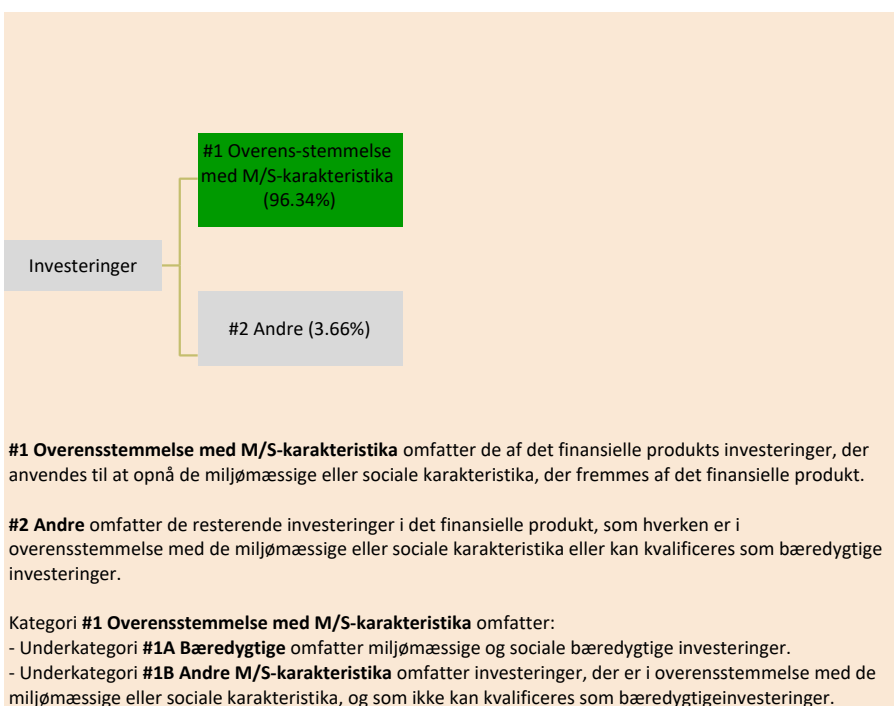 #1 Overens-stemmelse
med M/S-karakteristika
(96.34%)
Investeringer
#2 Andre (3.66%)
#1 Overensstemmelse med M/S-karakteristika omfatter de af det finansielle produkts investeringer, der
anvendes til at opnå de miljømæssige eller sociale karakteristika, der fremmes af det finansielle produkt.
#2 Andre omfatter de resterende investeringer i det finansielle produkt, som hverken er i
overensstemmelse med de miljømæssige eller sociale karakteristika eller kan kvalificeres som bæredygtige
investeringer.
Kategori #1 Overensstemmelse med M/S-karakteristika omfatter:
- Underkategori #1A Bæredygtige omfatter miljømæssige og sociale bæredygtige investeringer.
- Underkategori #1B Andre M/S-karakteristika omfatter investeringer, der er i overensstemmelse med de
miljømæssige eller sociale karakteristika, og som ikke kan kvalificeres som bæredygtigeinvesteringer.